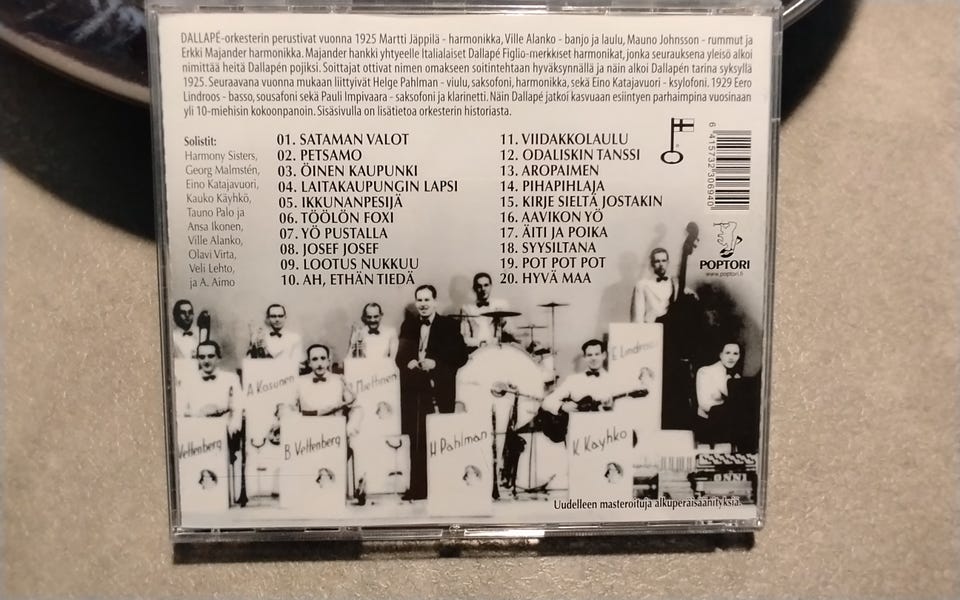 DALLAPÉ-orkesterin perustivat vuonna 1925 Martti Jäppilä - harmonikka, Ville Alanko - banjo ja laulu, Mauno Johnsson - rummut ja
Erkki Majander harmonikka. Majander hankki yhtyeelle Italialaiset Dallapé Figlio-merkkiset harmonikat, jonka seurauksena yleisö alkoi
nimittää heitä Dallapén pojiksi. Soittajat ottivat nimen omakseen soitintehtaan hyväksynnällä ja näin alkoi Dallapén tarina syksyllä
1925. Seuraavana vuonna mukaan liittyivät Helge Pahlman - viulu, saksofoni, harmonikka, sekä Eino Katajavuori - ksylofoni. 1929 Eero
Lindroos - basso, sousafoni sekä Pauli Impivaara - saksofoni ja klarinetti. Näin Dallapé jatkoi kasvuaan esiintyen parhaimpina vuosinaan
yli 10-miehisin kokoonpanoin. Sisäsivulla on lisätietoa orkesterin historiasta.
Solistit:
Harmony Sisters,
Georg Malmstén,
Eino Katajavuori,
Kauko Käyhkö,
Tauno Palo ja
Ansa Ikonen,
Ville Alanko,
Olavi Virta,
Veli Lehto,
ja A. Aimo
01. SATAMAN VALOT
02. PETSAMO
03. ÖINEN KAUPUNKI
04. LAITAKAUPUNGIN LAPSI
05. IKKUNANPESIJÄ
06. TÖÖLÖN FOXI
07. YÖ PUSTALLA
08. JOSEF JOSEF
09. LOOTUS NUKKUU
10. AH, ETHÄN TIEDÄ
11. VIIDAKKOLAULU
12. ODALISKIN TANSSI
13. AROPAIMEN
14. PIHAPIHLAJA
15. KIRJE SIELTÄ JOSTAKIN
16. AAVIKON YÖ
17. ÄITI JA POIKA
18. SYYSILTANA
19. POT POT POT
20. HYVÄ MAA
6 415732 306940
POPTORI
www.poptori.fi
E Lindroos
A Kosunen
Miettinen
Vettenberg
B Vettenberg
H Pahlman
K Käyhkö
Uudelleen masteroituja alkuperäisäänityksiä.